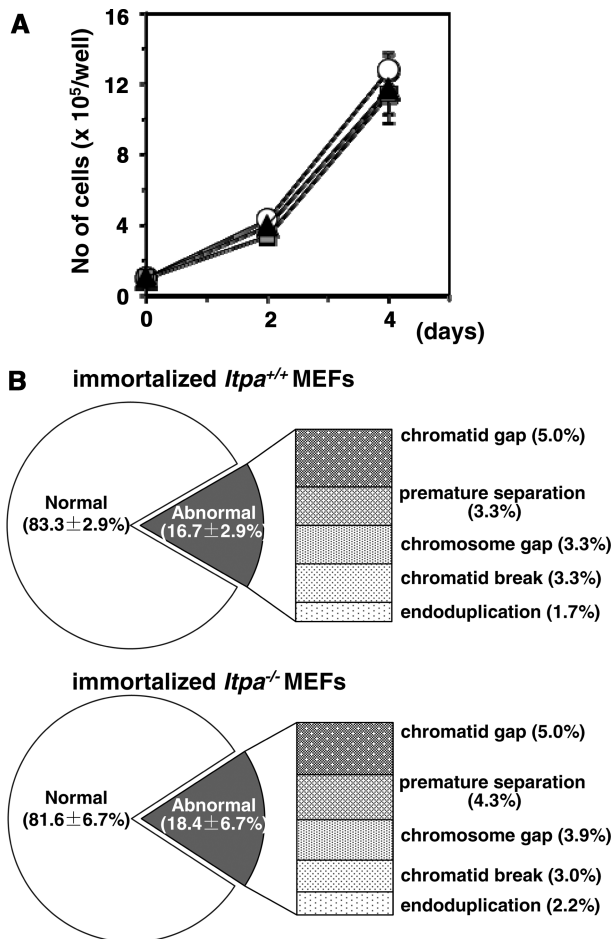 A
No of cells (x 10⁵/well)
16
12
8
4
0
0 2 4
(days)
B
immortalized Itpa+/+ MEFs
Normal
(83.3±2.9%)
Abnormal
(16.7±2.9%)
chromatid gap (5.0%)
premature separation
(3.3%)
chromosome gap (3.3%)
chromatid break (3.3%)
endoduplication (1.7%)
immortalized Itpa-/- MEFs
Normal
(81.6±6.7%)
Abnormal
(18.4±6.7%)
chromatid gap (5.0%)
premature separation
(4.3%)
chromosome gap (3.9%)
chromatid break (3.0%)
endoduplication (2.2%)